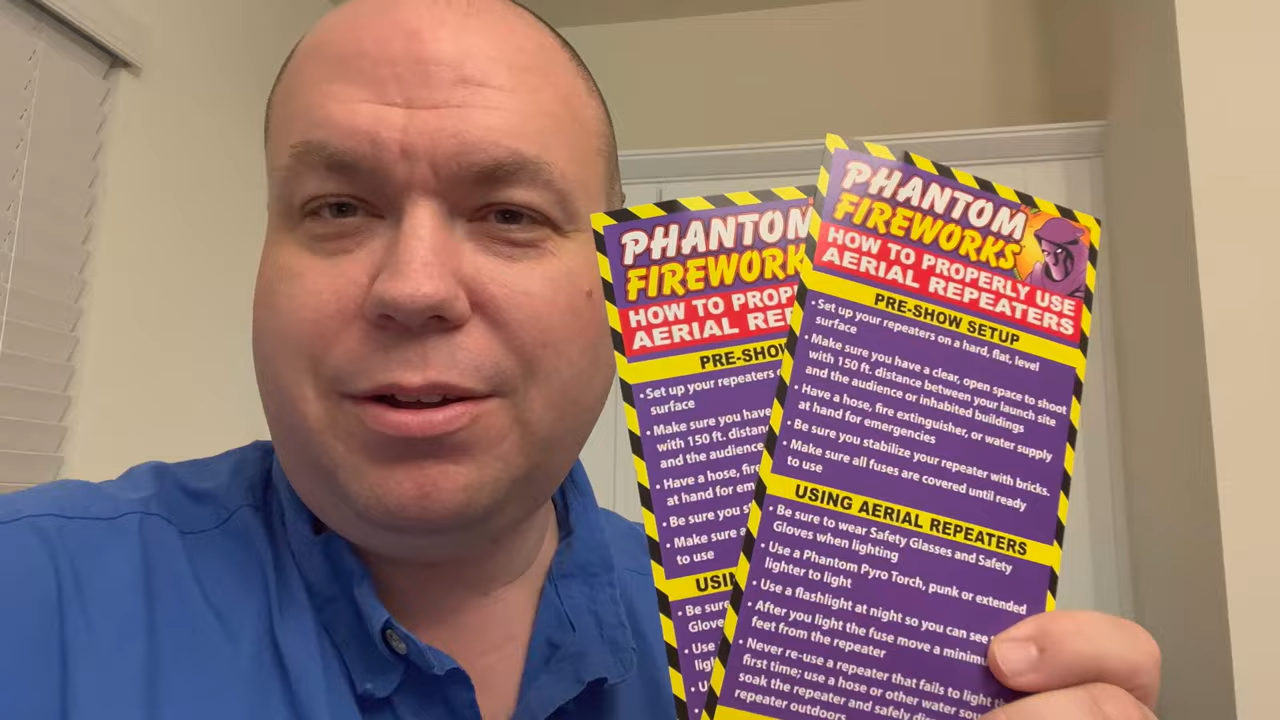 PHANTOM
FIREWORK
HOW TO
AERIAL
PRE-SHOW
• Set up your repeaters
surface
• Make sure you have
with 150 ft.
and the audience
• Have a hose,
at hand for
• Be sure you
• Make sure
to use
• Be sure
• Use
PHANTOM
FIREWORKS
HOW TO PROPERLY USE
AERIAL REPEATERS
PRE-SHOW SETUP
• Set up your repeaters on a hard, flat, level
surface
• Make sure you have a clear, open space to shoot
with 150 ft. distance between your launch site
and the audience or inhabited buildings
• Have a hose, fire extinguisher, or water supply
at hand for emergencies
• Be sure you stabilize your repeater with bricks.
• Make sure all fuses are covered until ready
to use
USING AERIAL REPEATERS
• Be sure to wear Safety Glasses and Safety
Gloves when lighting
• Use a Phantom Pyro Torch, punk or extended
lighter to light
• Use a flashlight at night so you can see
• After you light the fuse move a
feet from the repeater
• Never re-use a repeater that fails to light
first time; use a hose or other water
soak the repeater and safely
repeater outdoors